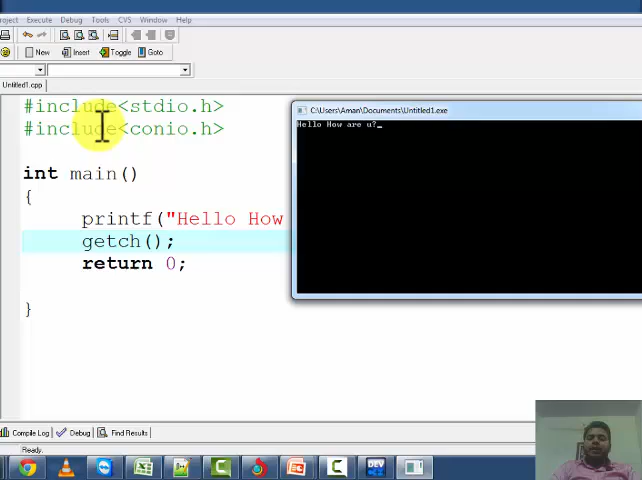 roject Execute Debug Tools CVS Window Help
New Insert Toggle Goto
Untitled1.cpp
#include<stdio.h>
#include<conio.h>
int main()
{
printf("Hello How
getch();
return 0;
}
C:\Users\Aman\Documents\Untitled1.exe
Hello How are u?_
Compile Log Debug Find Results
Ready.
DEV